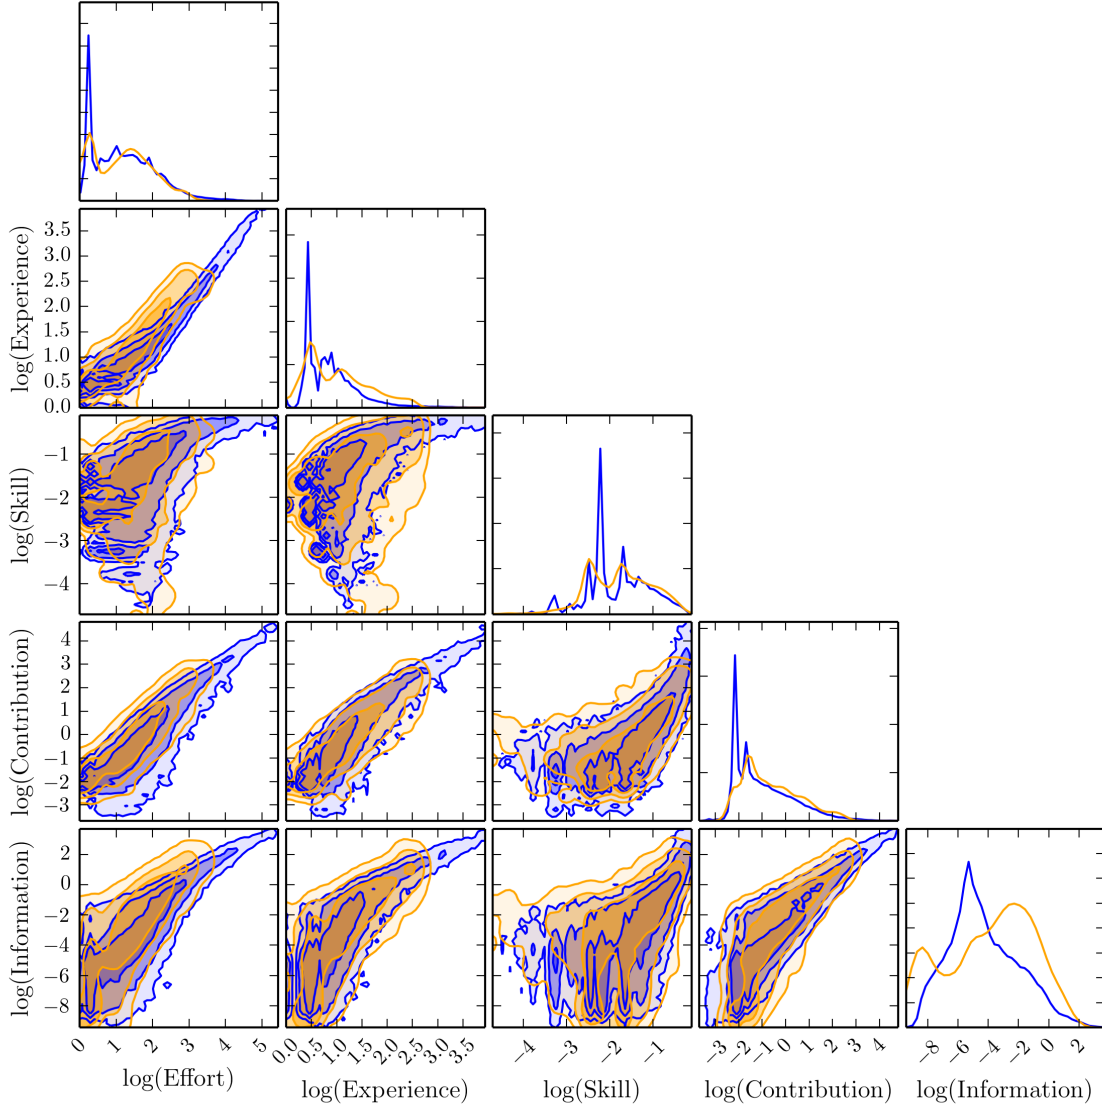 log(Experience)
3.5
3.0
2.5
2.0
1.5
1.0
0.5
0.0
log(Skill)
−1
−2
−3
−4
log(Contribution)
4
3
2
1
0
−1
−2
−3
log(Information)
2
0
−2
−4
−6
−8
0 1 2 3 4 5
0.0 0.5 1.0 1.5 2.0 2.5 3.0 3.5
−4 −3 −2 −1
−3 −2 −1 0 1 2 3 4
−8 −6 −4 −2 0 2
log(Effort)
log(Experience)
log(Skill)
log(Contribution)
log(Information)